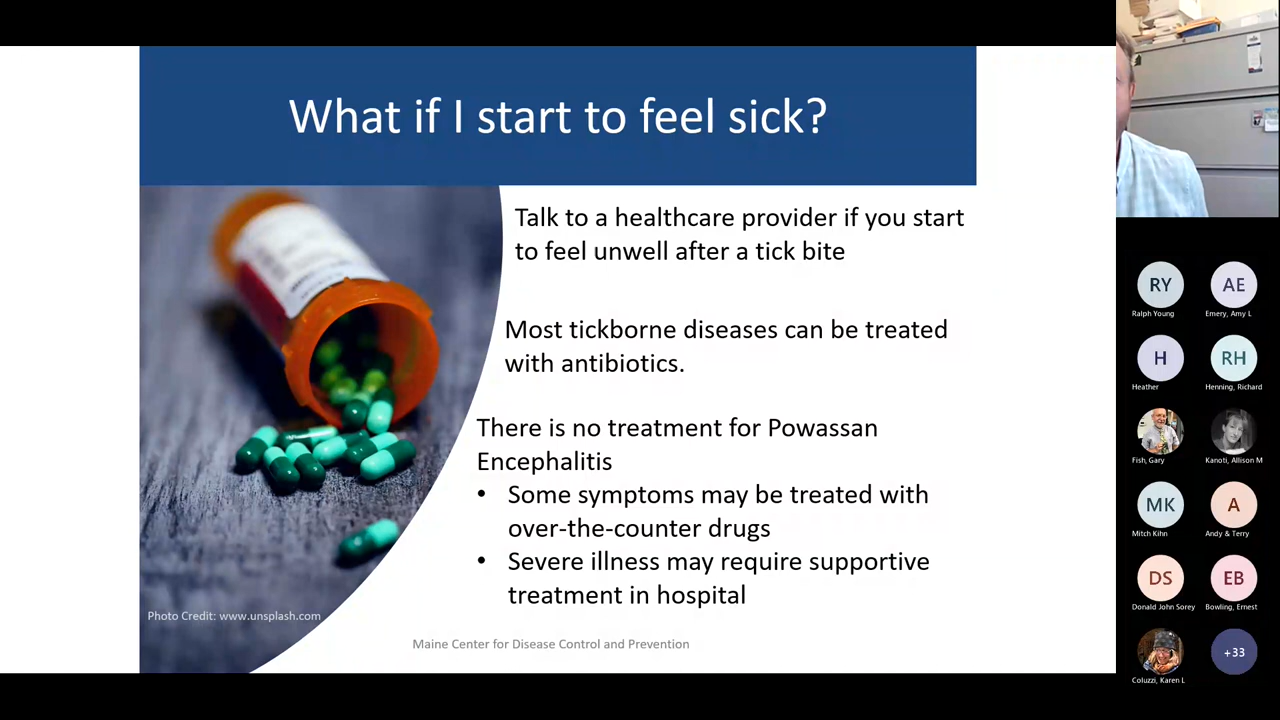 What if I start to feel sick?
Talk to a healthcare provider if you start
to feel unwell after a tick bite
Most tickborne diseases can be treated
with antibiotics.
There is no treatment for Powassan
Encephalitis
• Some symptoms may be treated with
over-the-counter drugs
• Severe illness may require supportive
treatment in hospital
Photo Credit: www.unsplash.com
Maine Center for Disease Control and Prevention
RY
Ralph Young
AE
Emery, Amy L
H
Heather
RH
Henning, Richard
Fish, Gary
Kanoti, Allison M
MK
Mitch Kihn
A
Andy & Terry
DS
Donald John Sorey
EB
Bowling, Ernest
Coluzzi, Karen L
+33